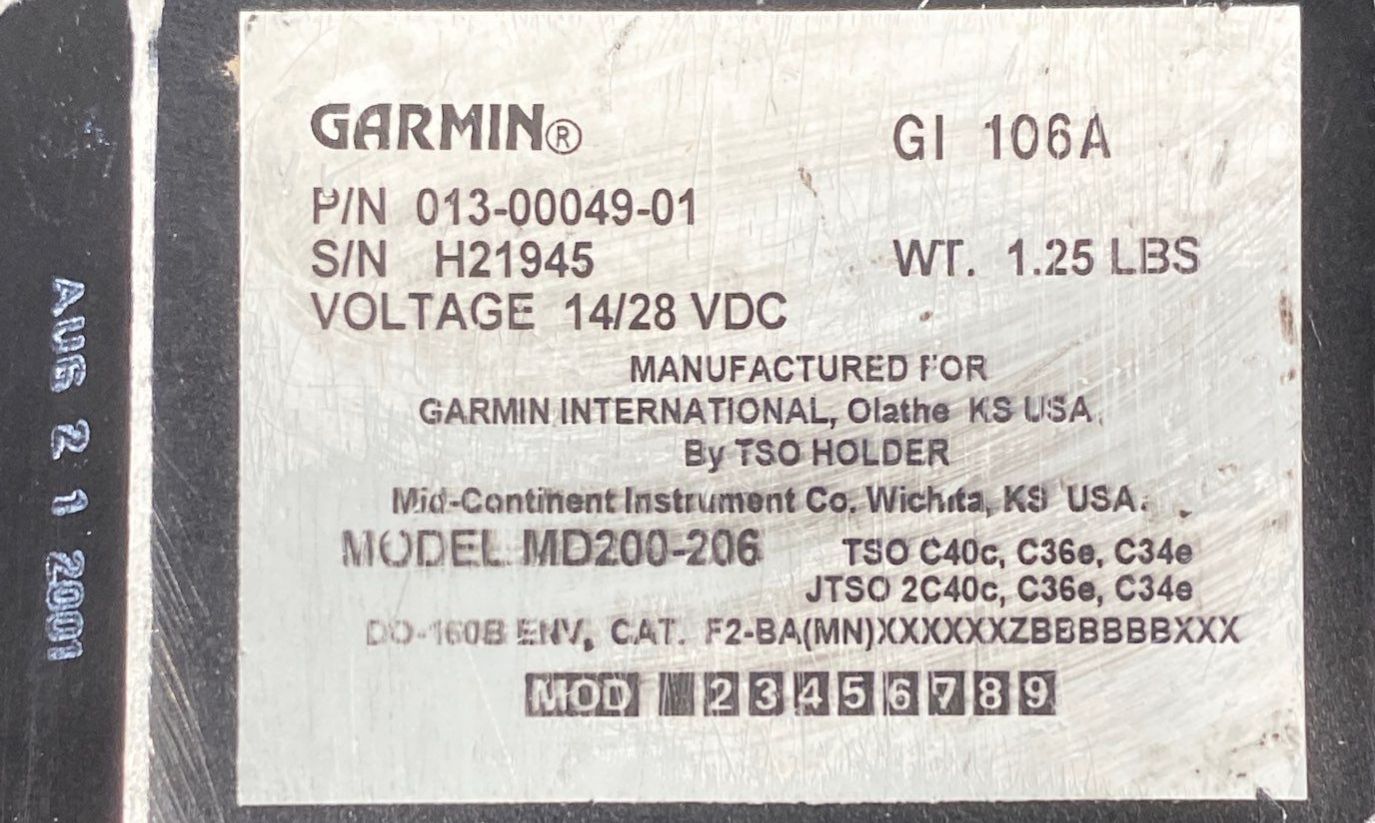 GARMIN® GI 106A
P/N 013-00049-01
S/N H21945 WT. 1.25 LBS
VOLTAGE 14/28 VDC
MANUFACTURED FOR
GARMIN INTERNATIONAL, Olathe KS USA.
By TSO HOLDER
Mid-Continent Instrument Co. Wichita, KS USA.
MODEL MD200-206 TSO C40c, C36e, C34e
JTSO 2C40c, C36e, C34e
DO-160B ENV, CAT. F2-BA(MN)XXXXXXZBBBBBBXXX
MOD 2 3 4 5 6 7 8 9
AUG 21 2001